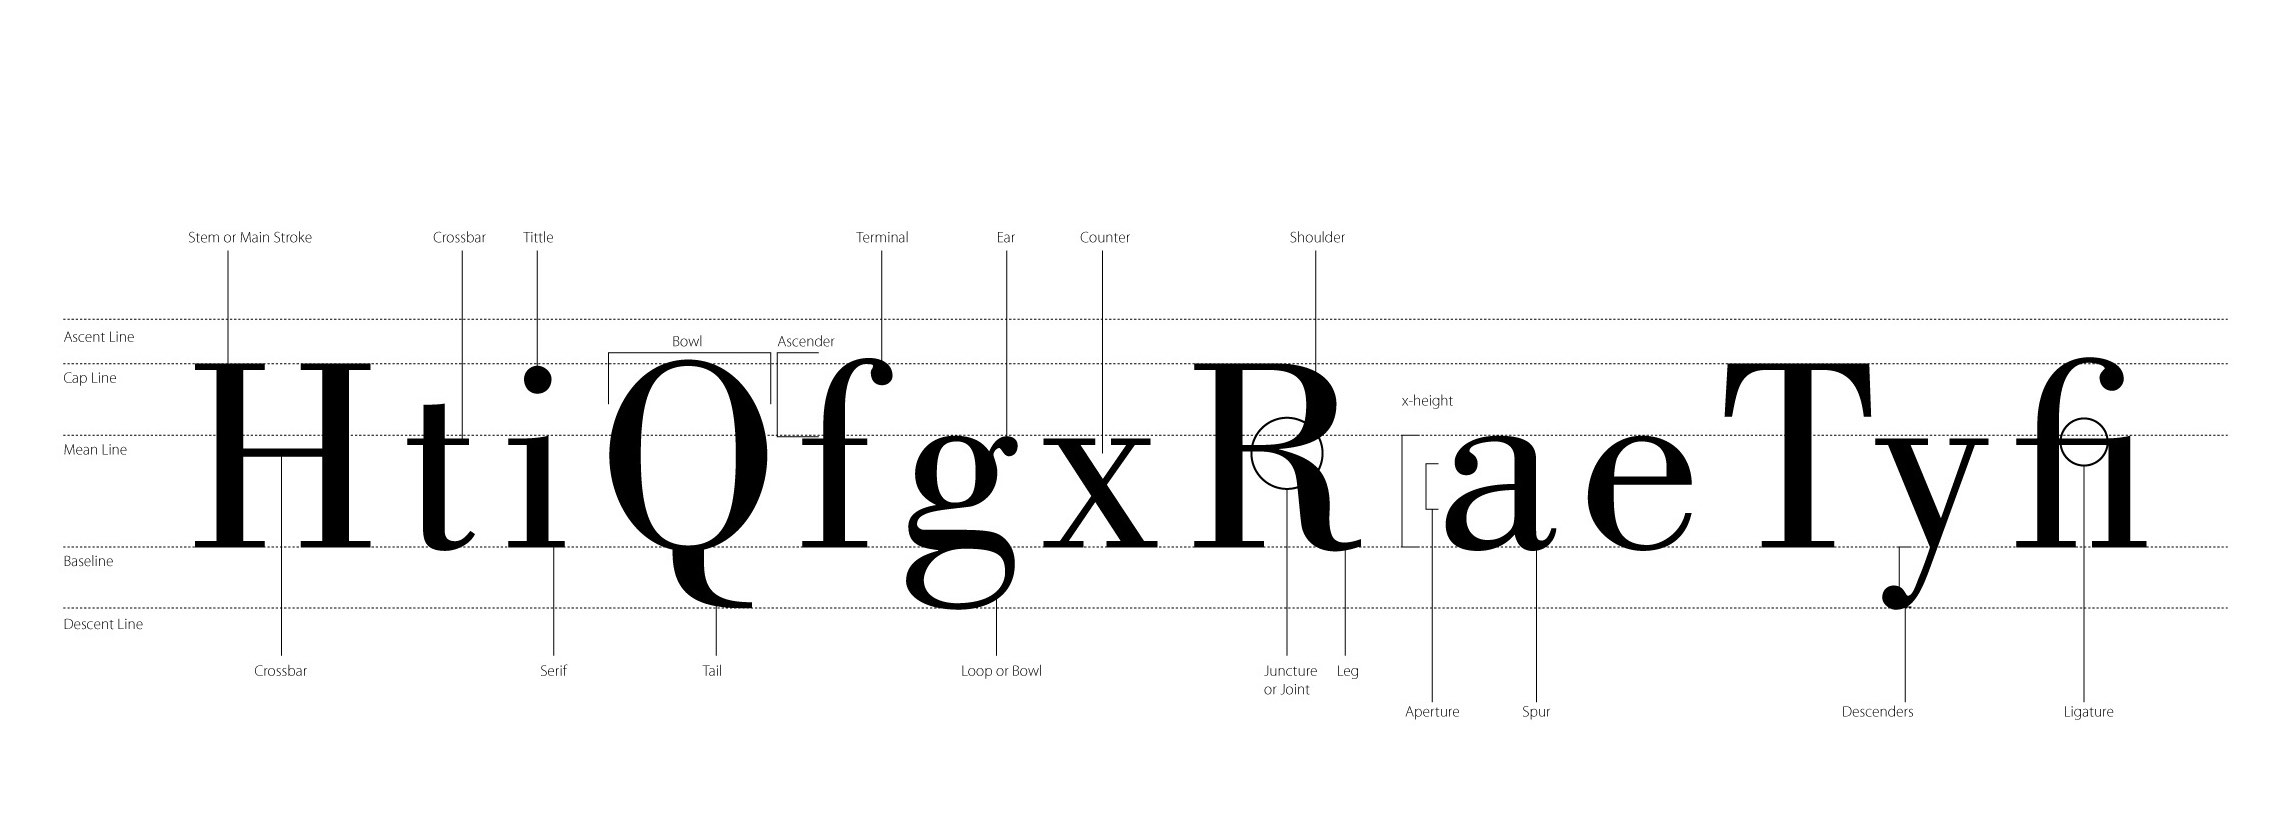 Stem or Main Stroke Crossbar Tittle Terminal Ear Counter Shoulder
Ascent Line
Bowl Ascender
Cap Line
x-height
Mean Line
HtiQfgxRaeTyfi
Baseline
Descent Line
Crossbar Serif Tail Loop or Bowl Juncture Leg
or Joint
Aperture Spur Descenders Ligature